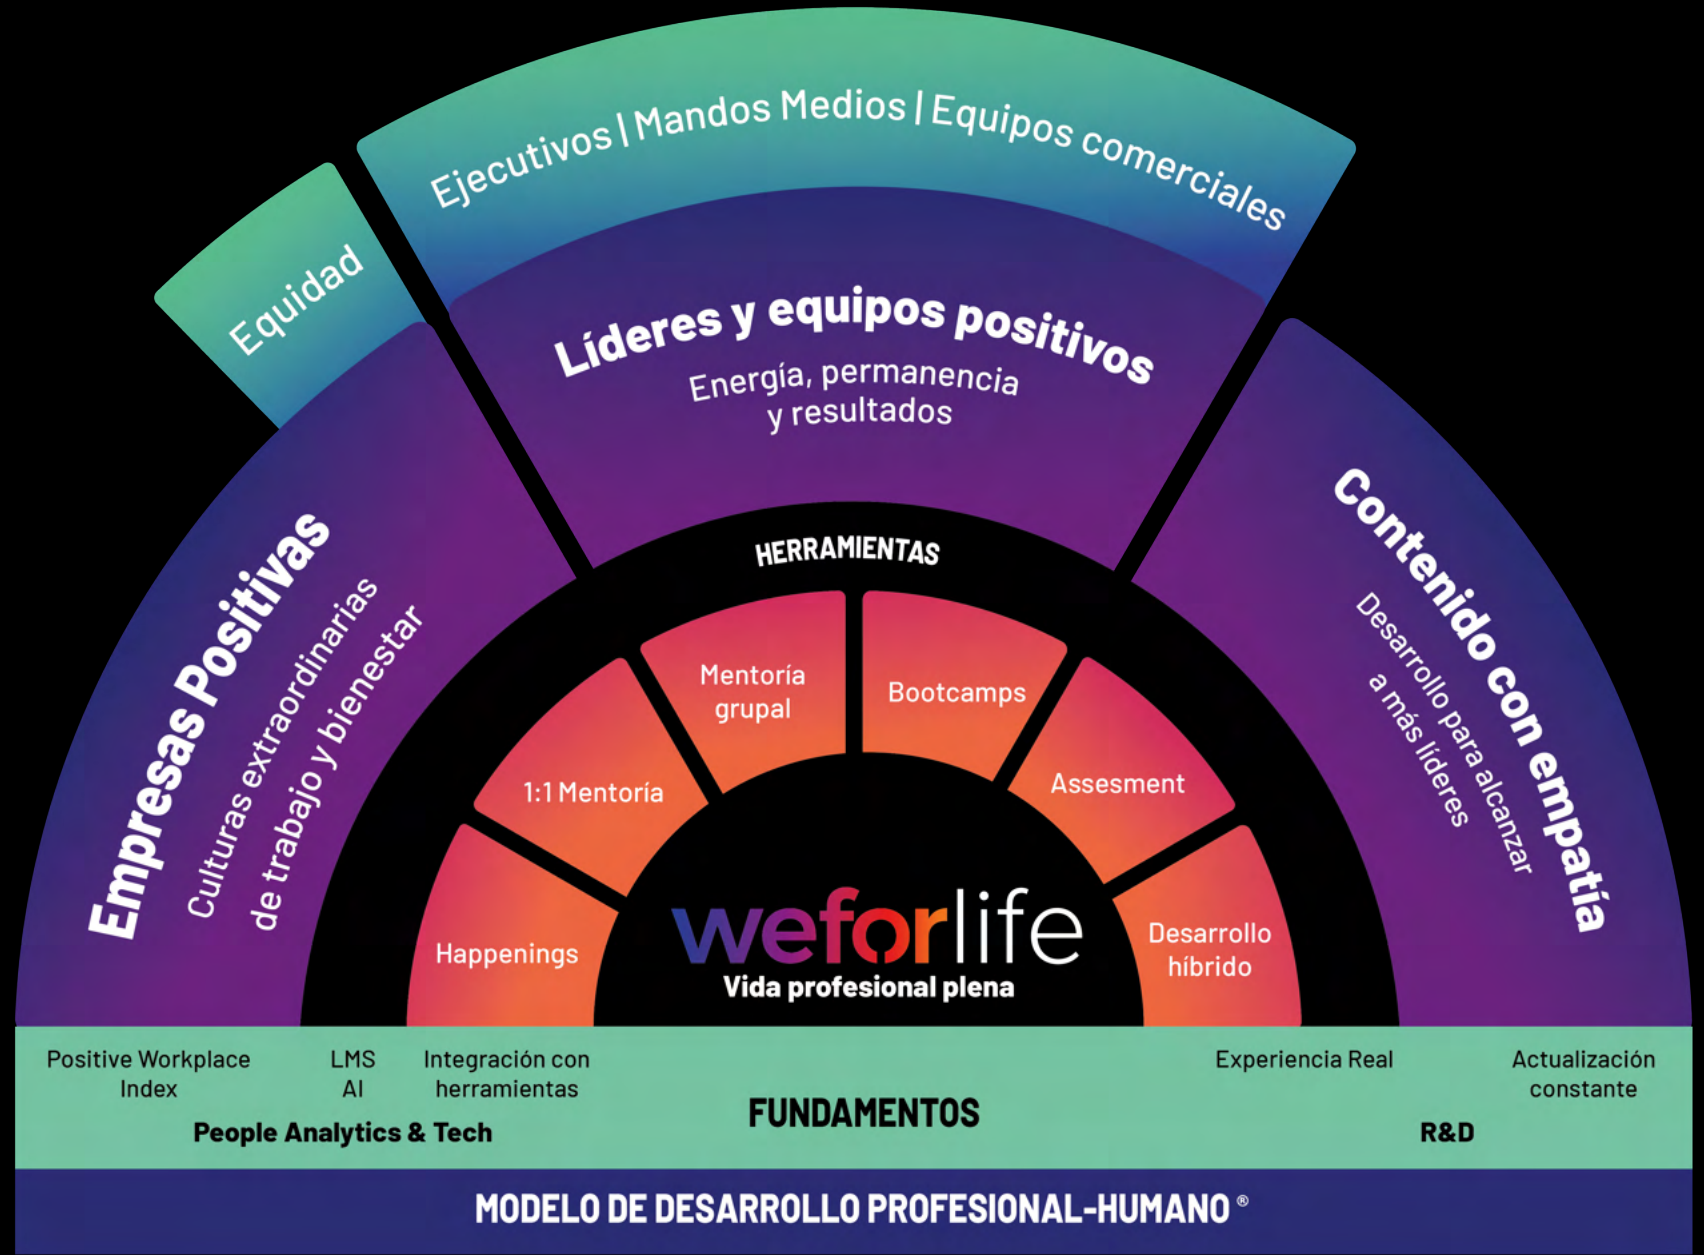 Ejecutivos | Mandos Medios | Equipos comerciales
Equidad
Líderes y equipos positivos
Energía, permanencia
y resultados
Empresas Positivas
Culturas extraordinarias
de trabajo y bienestar
Contenido con empatía
Desarrollo para alcanzar
a más líderes
HERRAMIENTAS
Happenings
1:1 Mentoría
Mentoría
grupal
Bootcamps
Assesment
Desarrollo
híbrido
weforlife
Vida profesional plena
Positive Workplace
Index
LMS
AI
Integración con
herramientas
People Analytics & Tech
FUNDAMENTOS
Experiencia Real
Actualización
constante
R&D
MODELO DE DESARROLLO PROFESIONAL-HUMANO ®